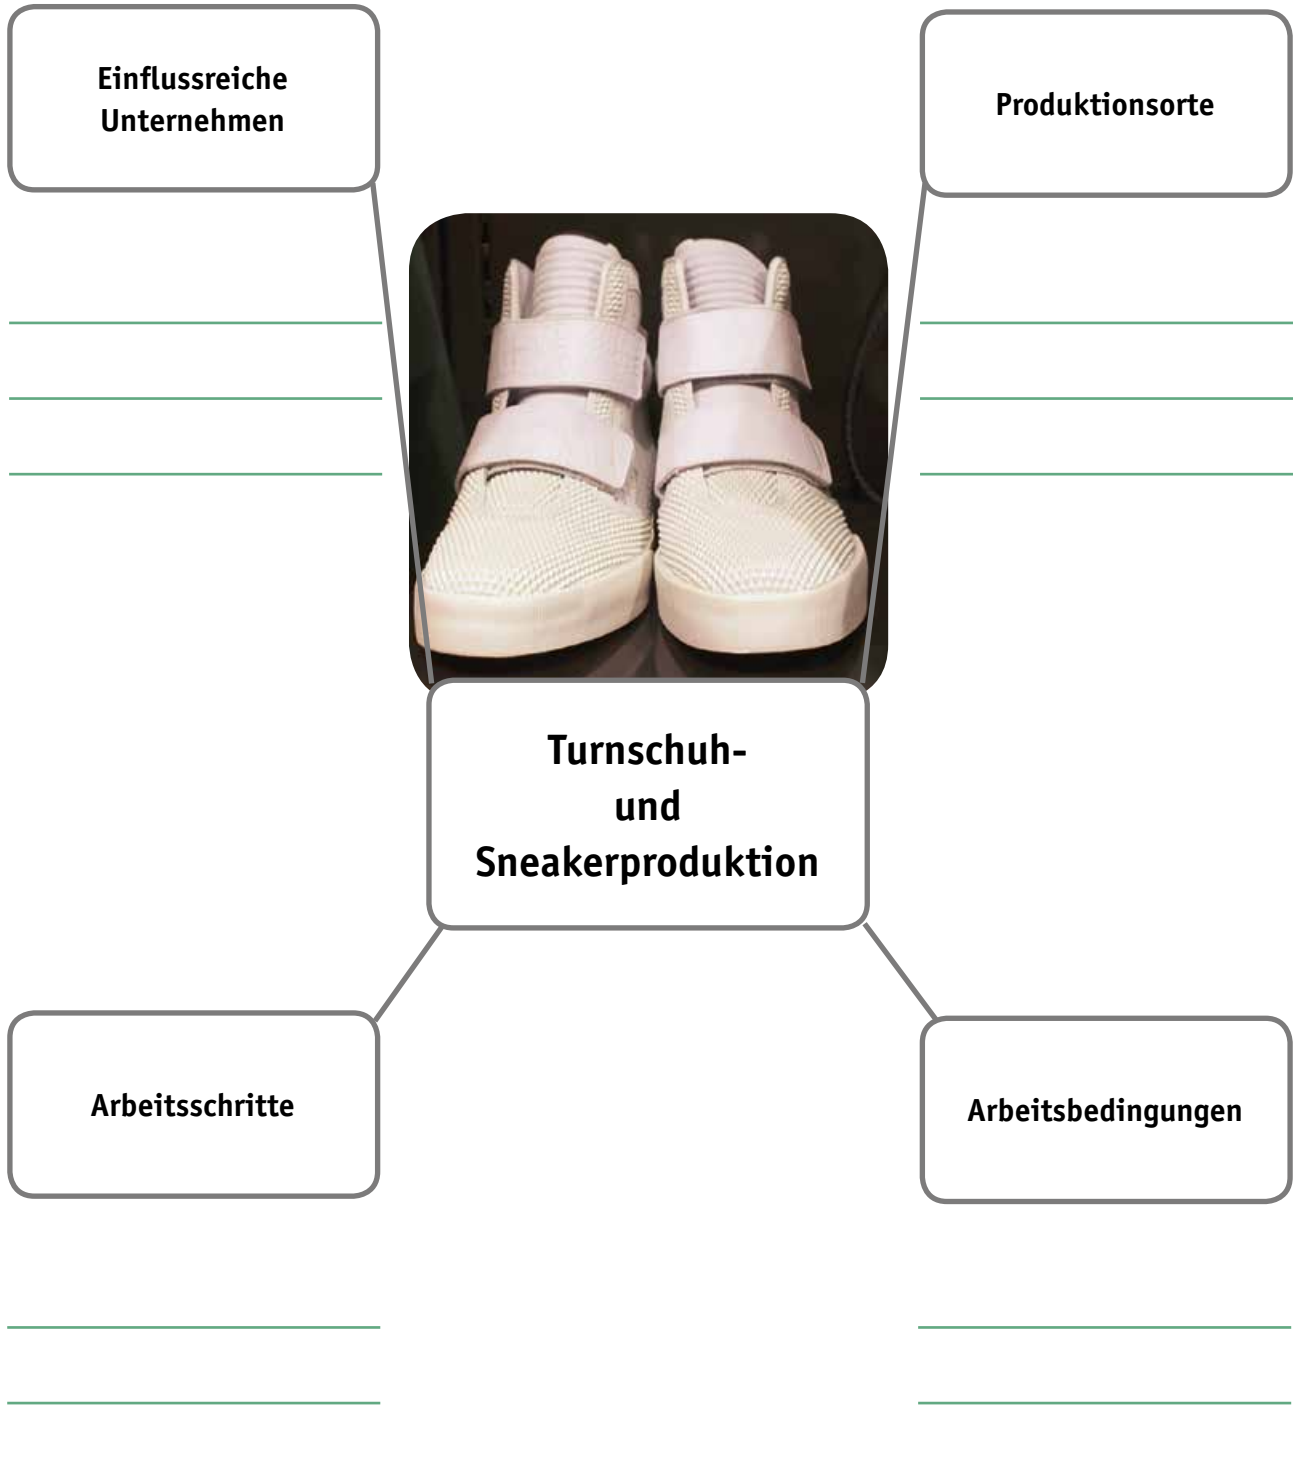 Einflussreiche
Unternehmen
Produktionsorte
Turnschuh-
und
Sneakerproduktion
Arbeitsschritte
Arbeitsbedingungen